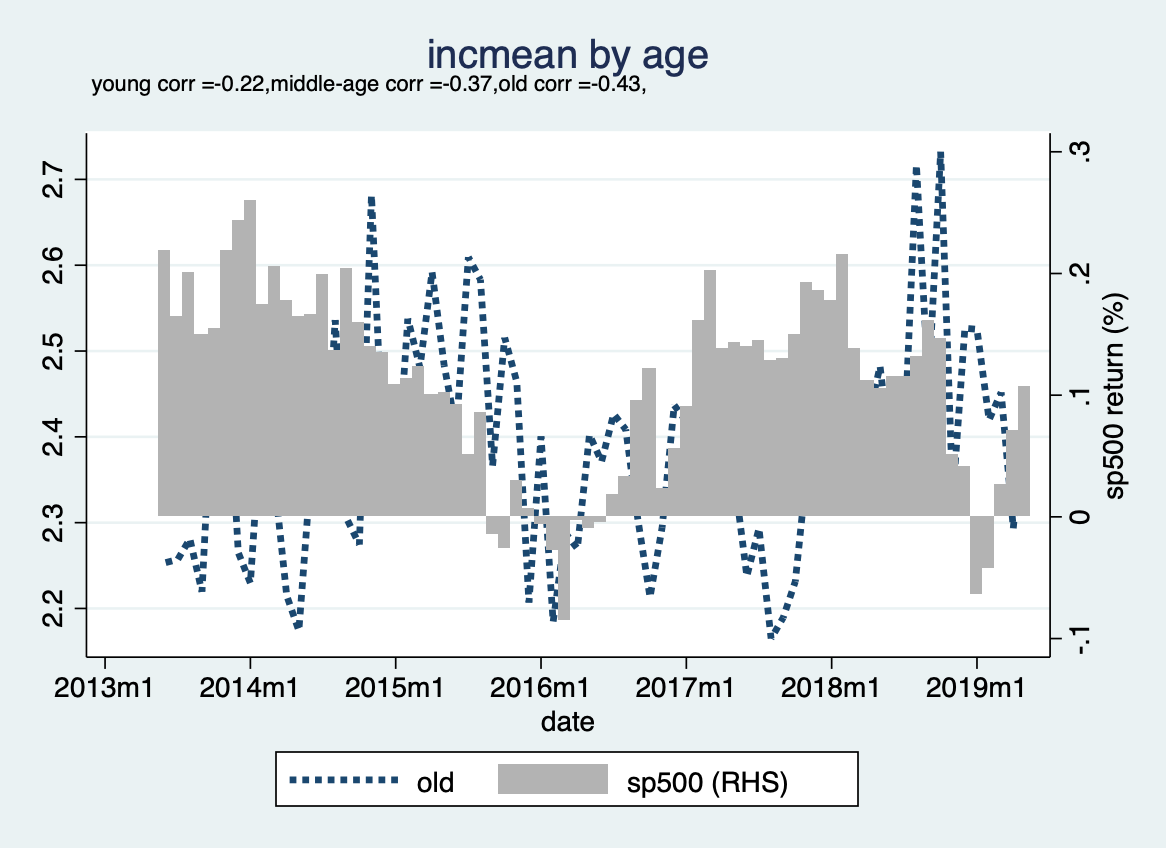 incmean by age
young corr =-0.22,middle-age corr =-0.37,old corr =-0.43,
2.7
2.6
2.5
2.4
2.3
2.2
.3
.2
.1
0
-.1
sp500 return (%)
2013m1 2014m1 2015m1 2016m1 2017m1 2018m1 2019m1
date
old sp500 (RHS)